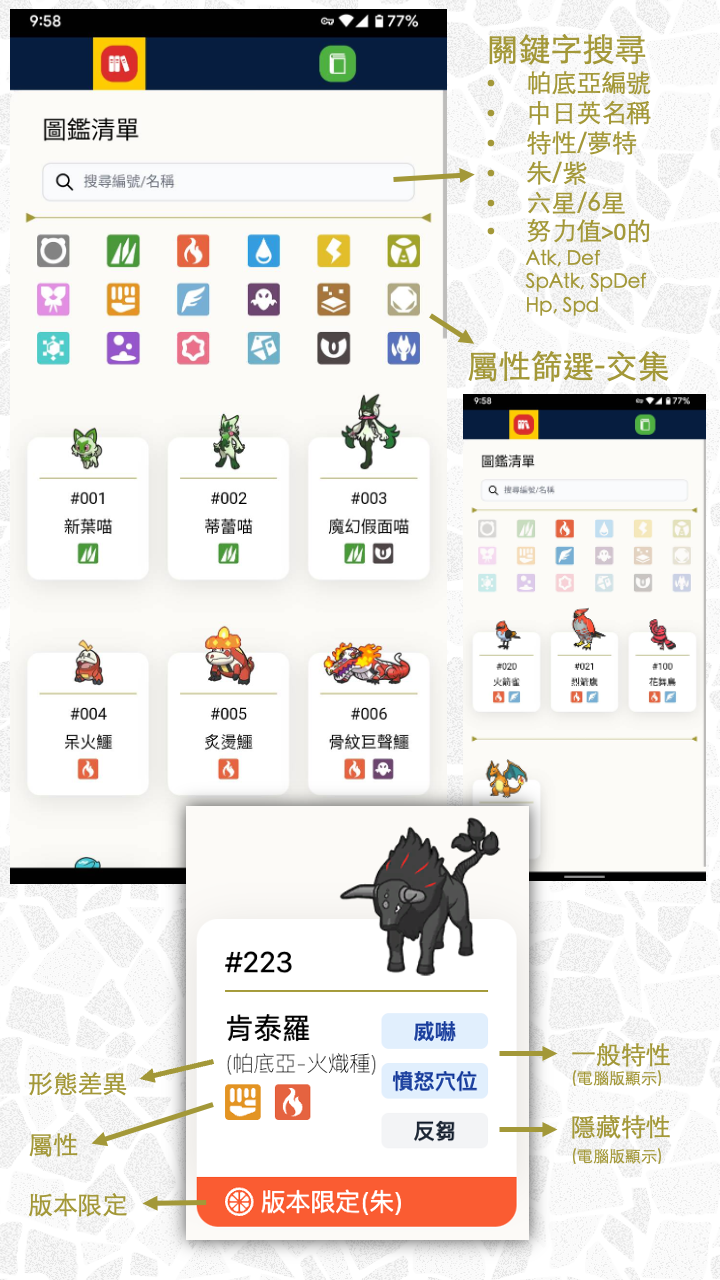 9:58
77%
圖鑑清單
搜尋編號/名稱
#001
新葉喵
#002
蒂蕾喵
#003
魔幻假面喵
#004
呆火鱷
#005
炙燙鱷
#006
骨紋巨聲鱷
關鍵字搜尋
• 帕底亞編號
• 中日英名稱
• 特性/夢特
• 朱/紫
• 六星/6星
• 努力值>0的
Atk, Def
SpAtk, SpDef
Hp, Spd
屬性篩選-交集
9:58
77%
圖鑑清單
搜尋編號/名稱
#020
火箭雀
#021
烈箭鷹
#100
花舞鳥
#223
肯泰羅
(帕底亞-火熾種)
威嚇
憤怒穴位
反芻
版本限定(朱)
形態差異
屬性
版本限定
一般特性
(電腦版顯示)
隱藏特性
(電腦版顯示)